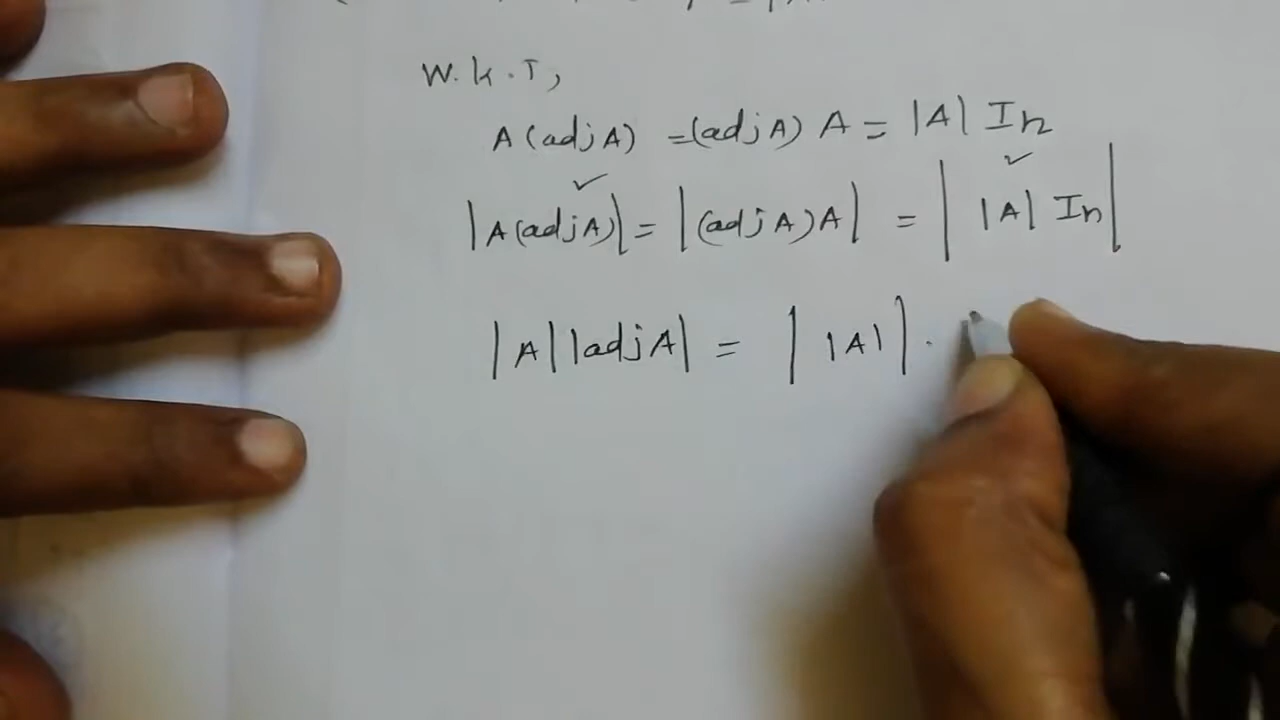 W.K.T,
A(adjA) =(adjA) A = |A| In
|A(adjA)| = |(adjA)A| = | |A| In|
|A||adjA| = | |A| | .